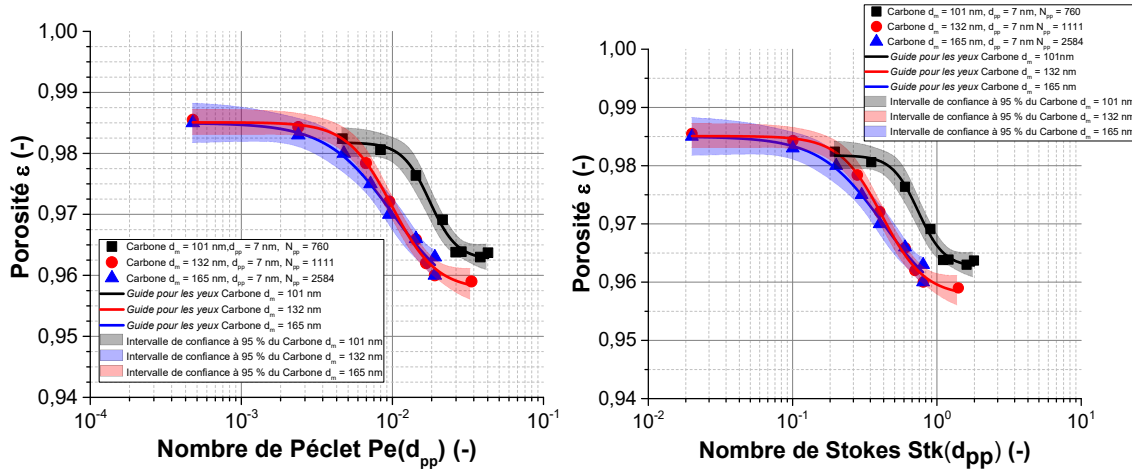 1,00
0,99
0,98
0,97
0,96
0,95
0,94
Porosité ε (-)
Carbone dm = 101 nm,dpp = 7 nm, Npp = 760
Carbone dm = 132 nm, dpp = 7 nm, Npp = 1111
Carbone dm = 165 nm, dpp = 7 nm, Npp = 2584
Guide pour les yeux Carbone dm = 101 nm
Guide pour les yeux Carbone dm = 132 nm
Guide pour les yeux Carbone dm = 165 nm
Intervalle de confiance à 95 % du Carbone dm = 101 nm
Intervalle de confiance à 95 % du Carbone dm = 132 nm
Intervalle de confiance à 95 % du Carbone dm = 165 nm
10-4 10-3 10-2 10-1
Nombre de Péclet Pe(dpp) (-)
Carbone dm = 101 nm, dpp = 7 nm, Npp = 760
Carbone dm = 132 nm, dpp = 7 nm Npp = 1111
Carbone dm = 165 nm, dpp = 7 nm Npp = 2584
Guide pour les yeux Carbone dm = 101nm
Guide pour les yeux Carbone dm = 132 nm
Guide pour les yeux Carbone dm = 165 nm
Intervalle de confiance à 95 % du Carbone dm = 101 nm
Intervalle de confiance à 95 % du Carbone dm = 132 nm
Intervalle de confiance à 95 % du Carbone dm = 165 nm
1,00
0,99
0,98
0,97
0,96
0,95
0,94
Porosité ε (-)
10-2 10-1 100 101
Nombre de Stokes Stk(dpp) (-)